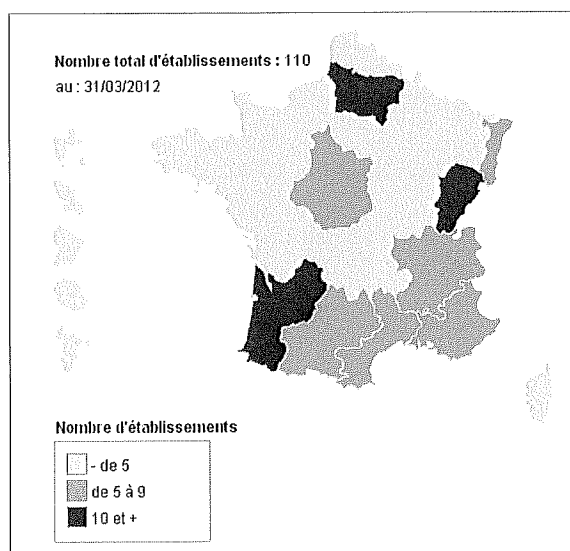 Nombre total d'établissements : 110
au : 31/03/2012
Nombre d'établissements
- de 5
de 5 à 9
10 et +